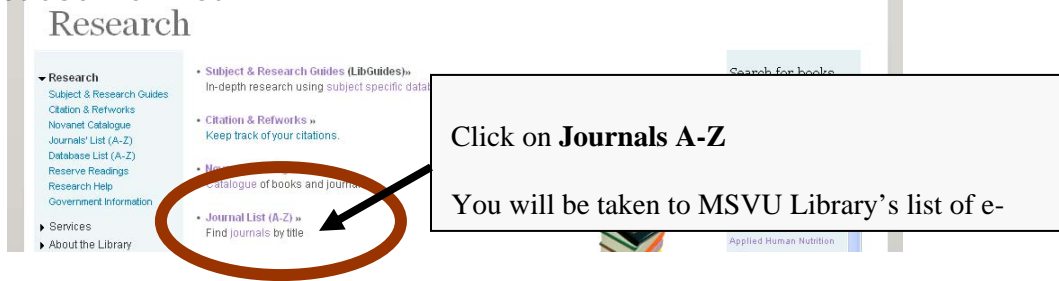 Research
Research
Subject & Research Guides
Citation & Refworks
Novanet Catalogue
Journals' List (A-Z)
Database List (A-Z)
Reserve Readings
Research Help
Government Information
Services
About the Library
• Subject & Research Guides (LibGuides)»
In-depth research using subject specific
• Citation & Refworks »
Keep track of your citations.
Catalogue of books and
• Journal List (A-Z) »
Find journals by title
Search for books
Click on Journals A-Z
You will be taken to MSVU Library's list of e-
Applied Human Nutrition